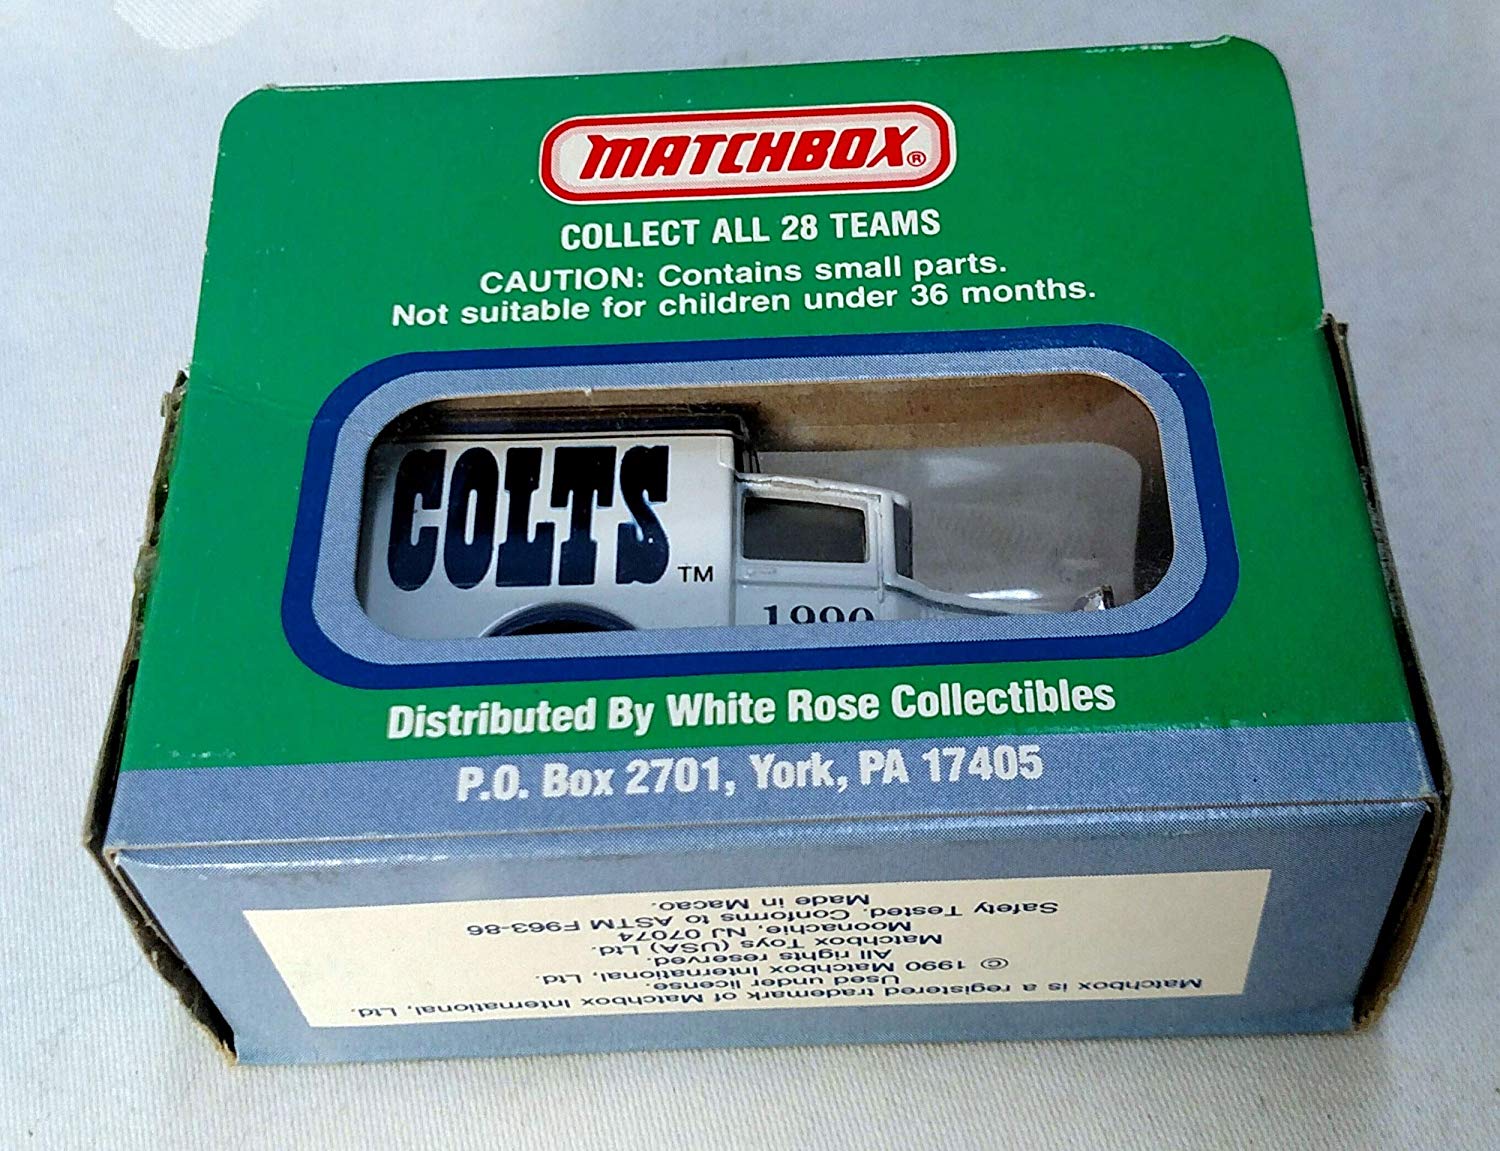 MATCHBOX®
COLLECT ALL 28 TEAMS
CAUTION: Contains small parts.
Not suitable for children under 36 months.
COLTS TM
1990
Distributed By White Rose Collectibles
P.O. Box 2701, York, PA 17405
Matchbox is a registered trademark of Matchbox International, Ltd.
Used under license.
© 1990 Matchbox International, Ltd.
All rights reserved.
Matchbox Toys (USA) Ltd.
Moonachie, NJ 07074
Safety Tested. Conforms to ASTM F963-86
Made in Macao.